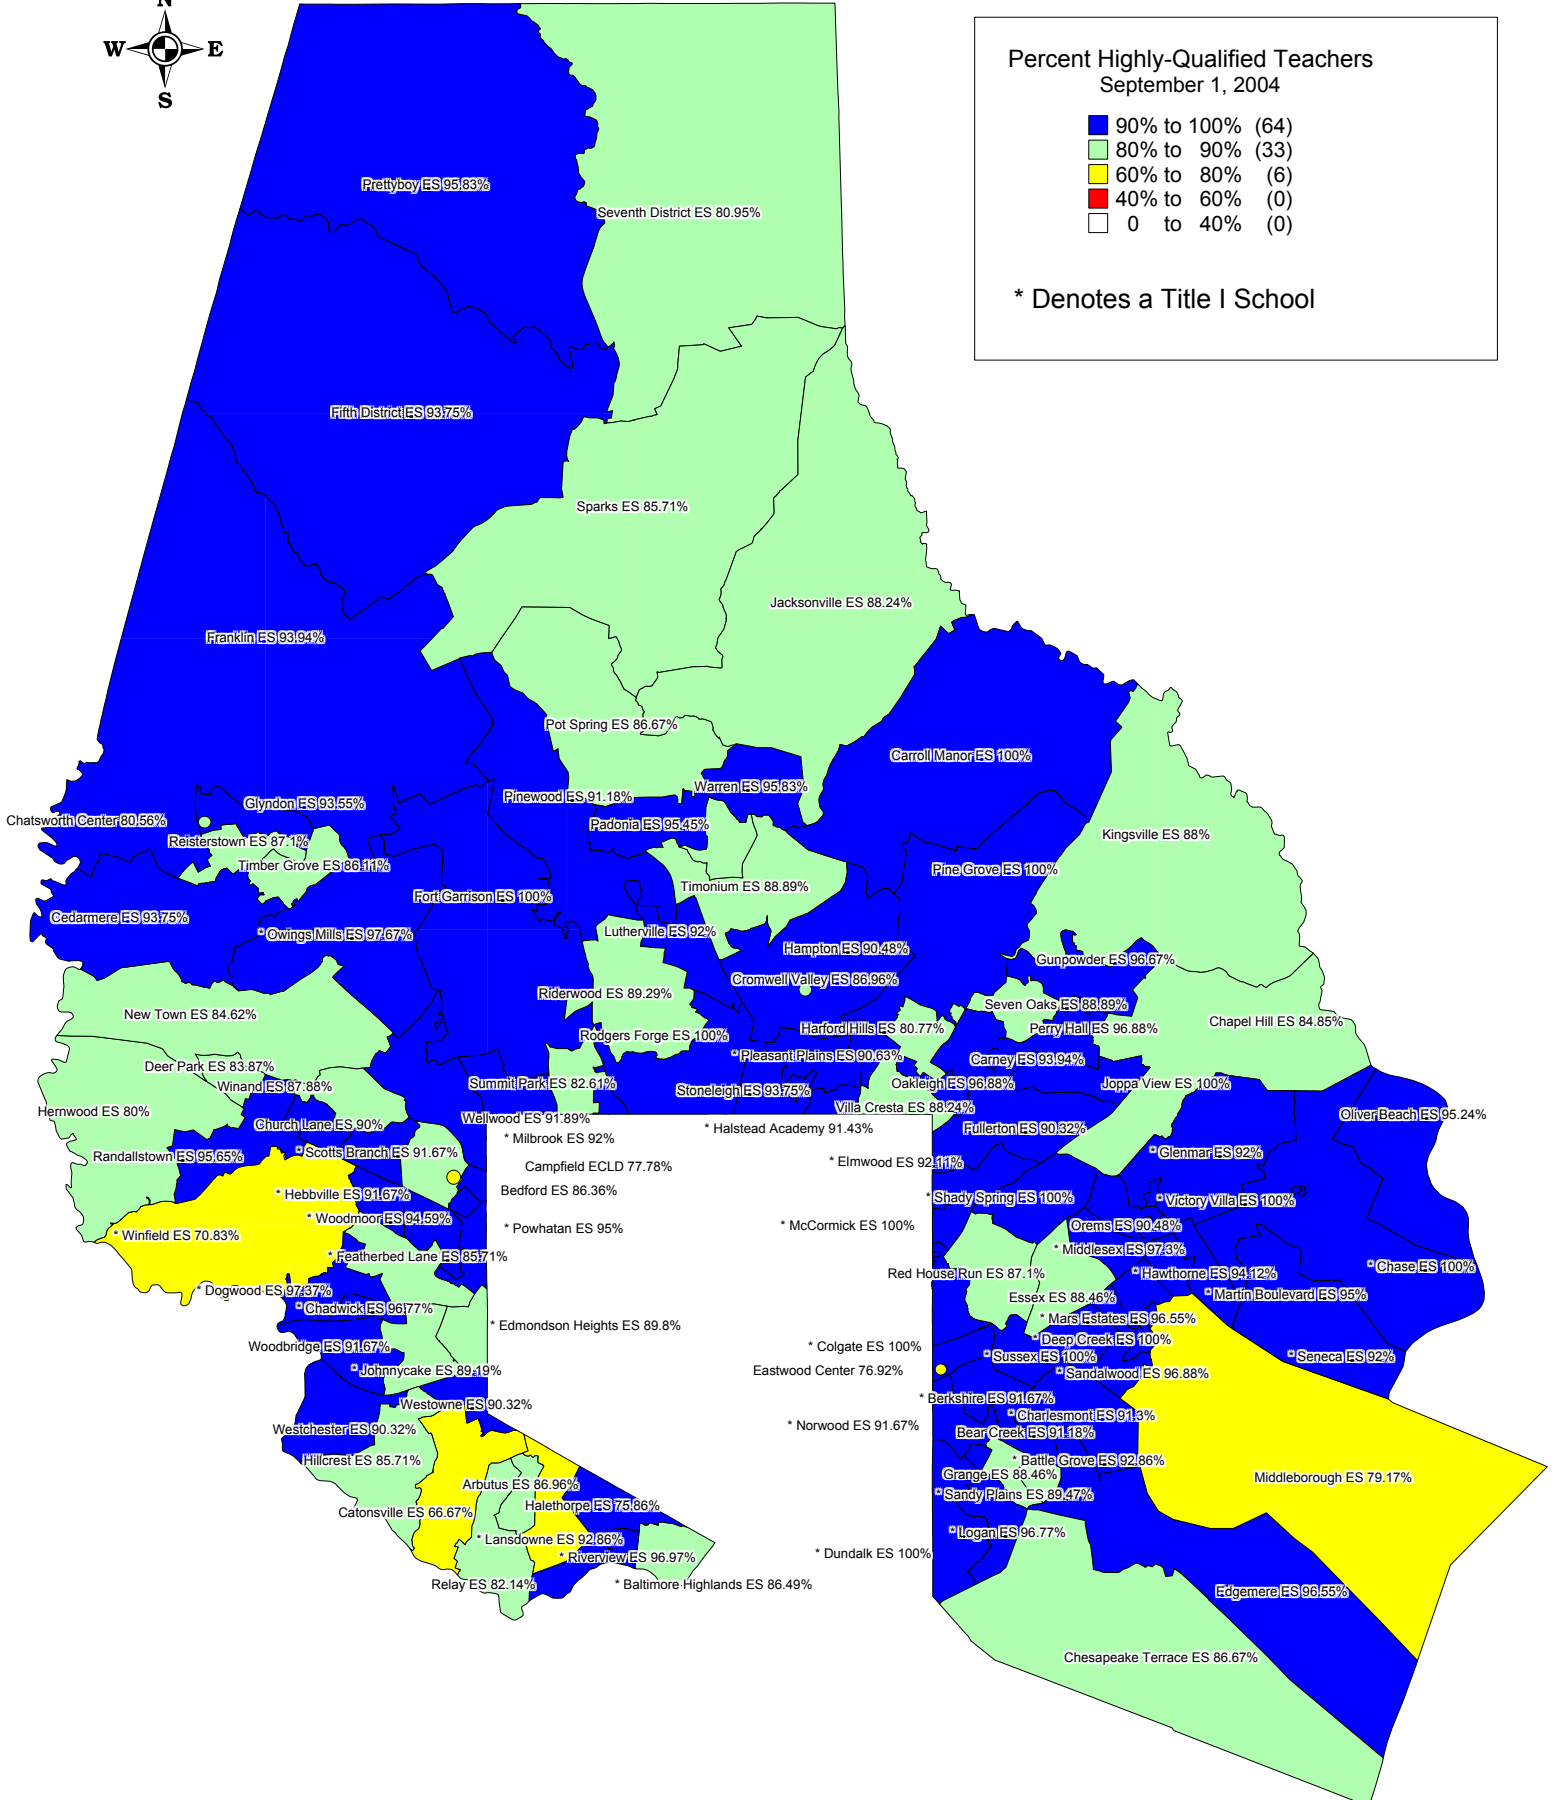 N
W E
S
Percent Highly-Qualified Teachers
September 1, 2004
90% to 100% (64)
80% to 90% (33)
60% to 80% (6)
40% to 60% (0)
0 to 40% (0)
* Denotes a Title I School
Prettyboy ES 95.83%
Seventh District ES 80.95%
Fifth District ES 93.75%
Sparks ES 85.71%
Jacksonville ES 88.24%
Franklin ES 93.94%
Pot Spring ES 86.67%
Carroll Manor ES 100%
Warren ES 95.83%
Pinewood ES 91.18%
Glyndon ES 93.55%
Chatsworth Center 80.56%
Padonia ES 95.45%
Kingsville ES 88%
Reisterstown ES 87.1%
Timber Grove ES 86.11%
Pine Grove ES 100%
Timonium ES 88.89%
Fort Garrison ES 100%
Cedarmere ES 93.75%
* Owings Mills ES 97.67%
Lutherville ES 92%
Hampton ES 90.48%
Gunpowder ES 96.67%
Cromwell Valley ES 86.96%
Riderwood ES 89.29%
Seven Oaks ES 88.89%
New Town ES 84.62%
Chapel Hill ES 84.85%
Harford Hills ES 80.77%
Perry Hall ES 96.88%
Rodgers Forge ES 100%
* Pleasant Plains ES 90.63%
Carney ES 93.94%
Deer Park ES 83.87%
Winand ES 87.88%
Summit Park ES 82.61%
Stoneleigh ES 93.75%
Oakleigh ES 96.88%
Joppa View ES 100%
Hernwood ES 80%
Villa Cresta ES 88.24%
Oliver Beach ES 95.24%
Wellwood ES 91.89%
Church Lane ES 90%
* Halstead Academy 91.43%
Fullerton ES 90.32%
* Milbrook ES 92%
* Scotts Branch ES 91.67%
* Glenmar ES 92%
Randallstown ES 95.65%
* Elmwood ES 92.11%
Campfield ECLD 77.78%
Bedford ES 86.36%
* Hebbville ES 91.67%
* Shady Spring ES 100%
* Victory Villa ES 100%
* Woodmoor ES 94.59%
* Powhatan ES 95%
* McCormick ES 100%
Orems ES 90.48%
* Winfield ES 70.83%
* Middlesex ES 97.3%
* Featherbed Lane ES 85.71%
* Chase ES 100%
Red House Run ES 87.1%
* Hawthorne ES 94.12%
* Dogwood ES 97.37%
* Martin Boulevard ES 95%
Essex ES 88.46%
* Chadwick ES 96.77%
* Mars Estates ES 96.55%
* Edmondson Heights ES 89.8%
* Deep Creek ES 100%
Woodbridge ES 91.67%
* Colgate ES 100%
* Sussex ES 100%
* Seneca ES 92%
* Johnnycake ES 89.19%
Eastwood Center 76.92%
* Sandalwood ES 96.88%
* Berkshire ES 91.67%
Westowne ES 90.32%
* Charlesmont ES 91.3%
* Norwood ES 91.67%
Westchester ES 90.32%
Bear Creek ES 91.18%
Hillcrest ES 85.71%
* Battle Grove ES 92.86%
Grange ES 88.46%
Middleborough ES 79.17%
Arbutus ES 86.96%
* Sandy Plains ES 89.47%
Halethorpe ES 75.86%
Catonsville ES 66.67%
* Logan ES 96.77%
* Lansdowne ES 92.86%
* Dundalk ES 100%
* Riverview ES 96.97%
Relay ES 82.14%
* Baltimore Highlands ES 86.49%
Edgemere ES 96.55%
Chesapeake Terrace ES 86.67%